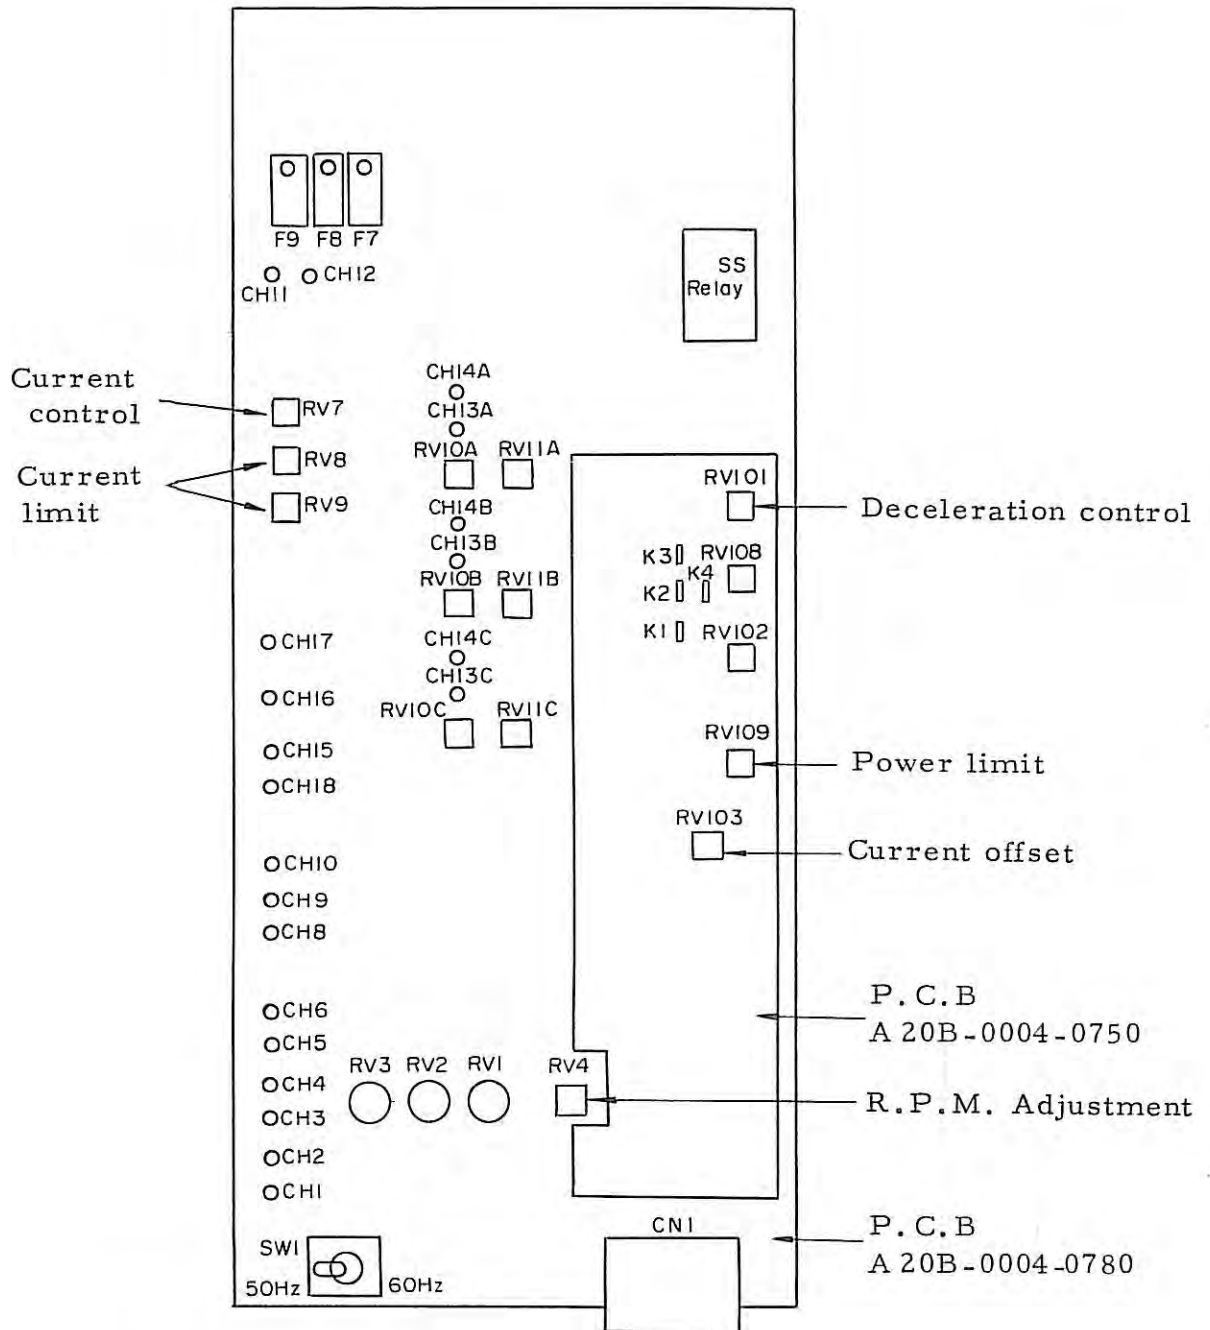 F9 F8 F7
CH11
CH12
SS
Relay
Current
control
RV7
Current
limit
RV8
RV9
CH14A
CH13A
RV10A RV11A
CH14B
CH13B
RV10B RV11B
CH14C
CH13C
RV10C RV11C
RV101
Deceleration control
K3 RV108
K4
K2
K1 RV102
RV109
Power limit
RV103
Current offset
CH17
CH16
CH15
CH18
CH10
CH9
CH8
CH6
CH5
CH4
CH3
CH2
CH1
RV3 RV2 RV1 RV4
P.C.B
A20B-0004-0750
R.P.M. Adjustment
P.C.B
A20B-0004-0780
CN1
SW1
50Hz 60Hz